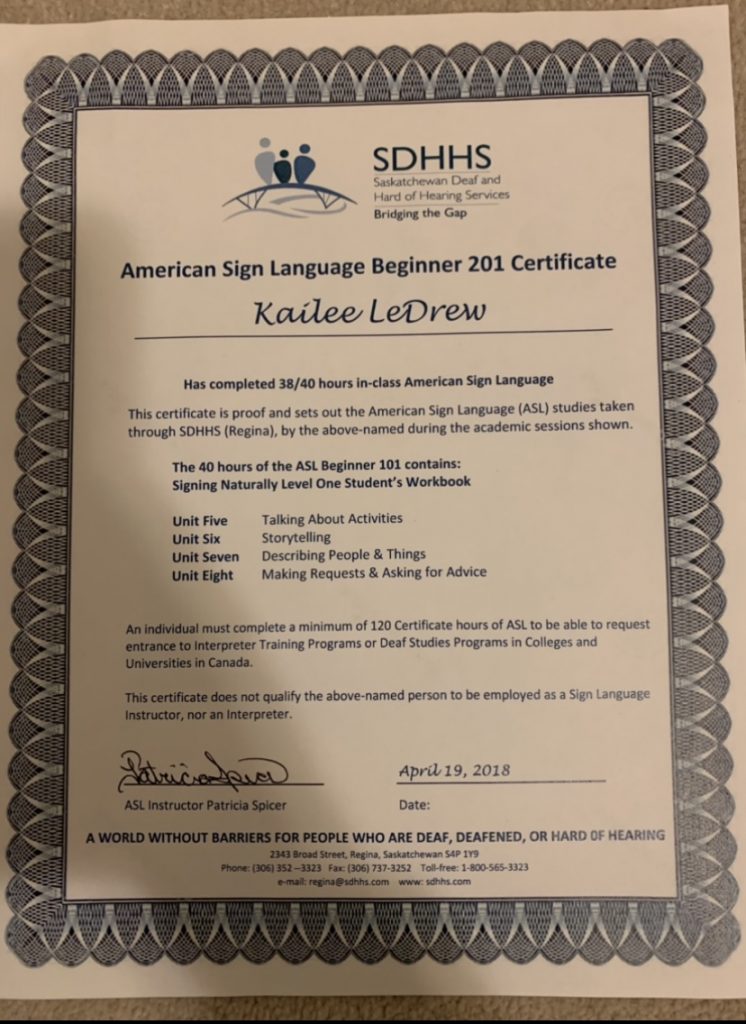 SDHHS
Saskatchewan Deaf and
Hard of Hearing Services
Bridging the Gap
American Sign Language Beginner 201 Certificate
Kailee LeDrew
Has completed 38/40 hours in-class American Sign Language
This certificate is proof and sets out the American Sign Language (ASL) studies taken
through SDHHS (Regina), by the above-named during the academic sessions shown.
The 40 hours of the ASL Beginner 101 contains:
Signing Naturally Level One Student's Workbook
Unit Five Talking About Activities
Unit Six Storytelling
Unit Seven Describing People & Things
Unit Eight Making Requests & Asking for Advice
An individual must complete a minimum of 120 Certificate hours of ASL to be able to request
entrance to Interpreter Training Programs or Deaf Studies Programs in Colleges and
Universities in Canada.
This certificate does not qualify the above-named person to be employed as a Sign Language
Instructor, nor an Interpreter.
Patricia Spicer April 19, 2018
ASL Instructor Patricia Spicer Date:
A WORLD WITHOUT BARRIERS FOR PEOPLE WHO ARE DEAF, DEAFENED, OR HARD OF HEARING
2343 Broad Street, Regina, Saskatchewan S4P 1Y9
Phone: (306) 352 –3323 Fax: (306) 737-3252 Toll-free: 1-800-565-3323
e-mail: regina@sdhhs.com www: sdhhs.com